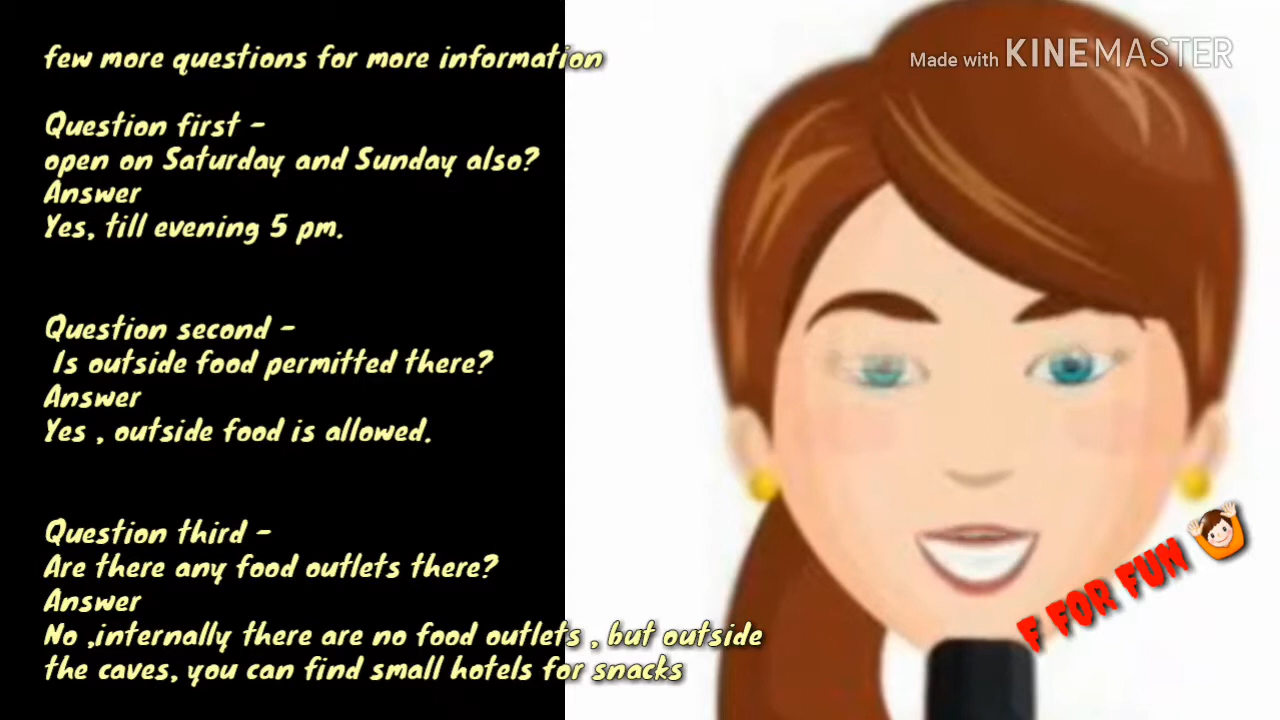 few more questions for more information
Made with KINEMASTER
Question first -
open on Saturday and Sunday also?
Answer
Yes, till evening 5 pm.
Question second -
Is outside food permitted there?
Answer
Yes , outside food is allowed.
Question third -
Are there any food outlets there?
Answer
No ,internally there are no food outlets , but outside
the caves, you can find small hotels for snacks
F FOR FUN